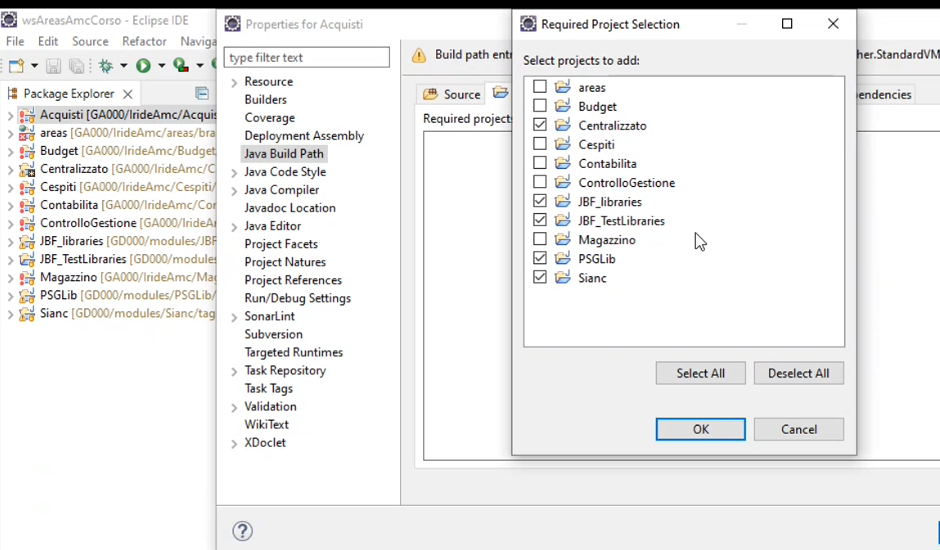 wsAreasAmcCorso - Eclipse IDE
File Edit Source Refactor Naviga
Package Explorer
Acquisti [GA000/IrideAmc/Acquis
areas [GA000/IrideAmc/areas/bra
Budget [GA000/IrideAmc/Budget
Centralizzato [GA000/IrideAmc/
Cespiti [GA000/IrideAmc/Cespiti/
Contabilita [GA000/IrideAmc/Co
ControlloGestione [GA000/Iride
JBF_libraries [GD000/modules/JBF
JBF_TestLibraries [GD000/module
Magazzino [GA000/IrideAmc/Ma
PSGLib [GD000/modules/PSGLib/
Sianc [GD000/modules/Sianc/tag
Properties for Acquisti
type filter text
Resource
Builders
Coverage
Deployment Assembly
Java Build Path
Java Code Style
Java Compiler
Javadoc Location
Java Editor
Project Facets
Project Natures
Project References
Run/Debug Settings
SonarLint
Subversion
Targeted Runtimes
Task Repository
Task Tags
Validation
WikiText
XDoclet
Build path entr
her.StandardVM
Source
endencies
Required projects
Required Project Selection
Select projects to add:
areas
Budget
Centralizzato
Cespiti
Contabilita
ControlloGestione
JBF_libraries
JBF_TestLibraries
Magazzino
PSGLib
Sianc
Select All Deselect All
OK Cancel